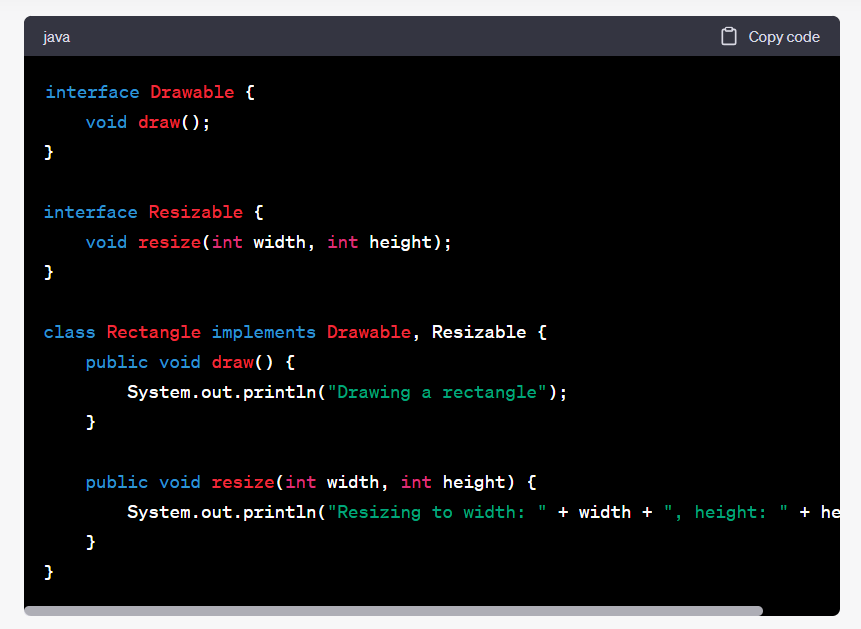 java
Copy code
interface Drawable {
    void draw();
}
interface Resizable {
    void resize(int width, int height);
}
class Rectangle implements Drawable, Resizable {
    public void draw() {
        System.out.println("Drawing a rectangle");
    }
    public void resize(int width, int height) {
        System.out.println("Resizing to width: " + width + ", height: " + he
    }
}